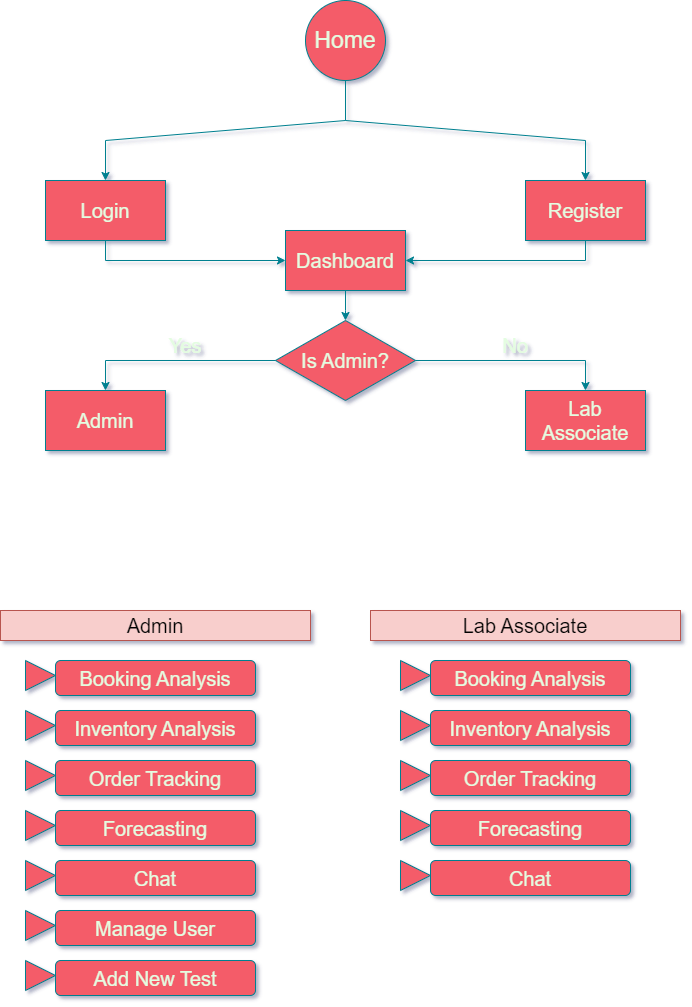 Home
Login
Register
Dashboard
Yes
No
Is Admin?
Admin
Lab
Associate
Admin
Lab Associate
Booking Analysis
Booking Analysis
Inventory Analysis
Inventory Analysis
Order Tracking
Order Tracking
Forecasting
Forecasting
Chat
Chat
Manage User
Add New Test